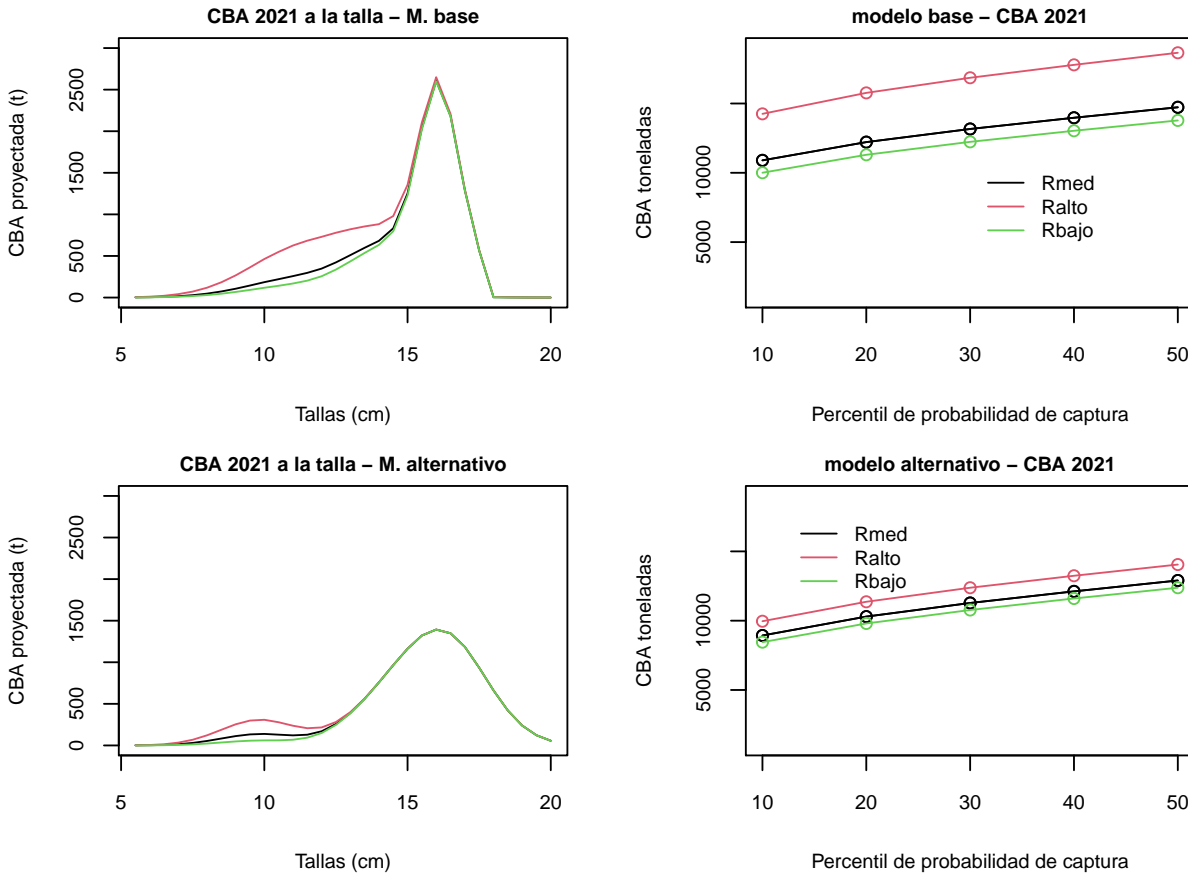 CBA 2021 a la talla – M. base
CBA proyectada (t)
2500
1500
500
0
5
10
15
20
Tallas (cm)
modelo base – CBA 2021
CBA toneladas
10000
5000
Rmed
Ralto
Rbajo
10
20
30
40
50
Percentil de probabilidad de captura
CBA 2021 a la talla – M. alternativo
CBA proyectada (t)
2500
1500
500
0
5
10
15
20
Tallas (cm)
modelo alternativo – CBA 2021
CBA toneladas
10000
5000
Rmed
Ralto
Rbajo
10
20
30
40
50
Percentil de probabilidad de captura